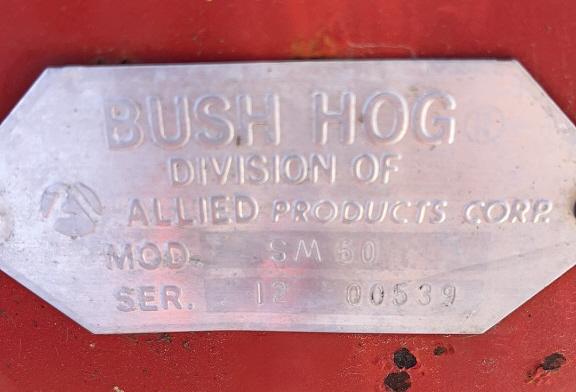 BUSH HOG®
DIVISION OF
ALLIED PRODUCTS CORP.
MOD. SM 60
SER. 12 00539